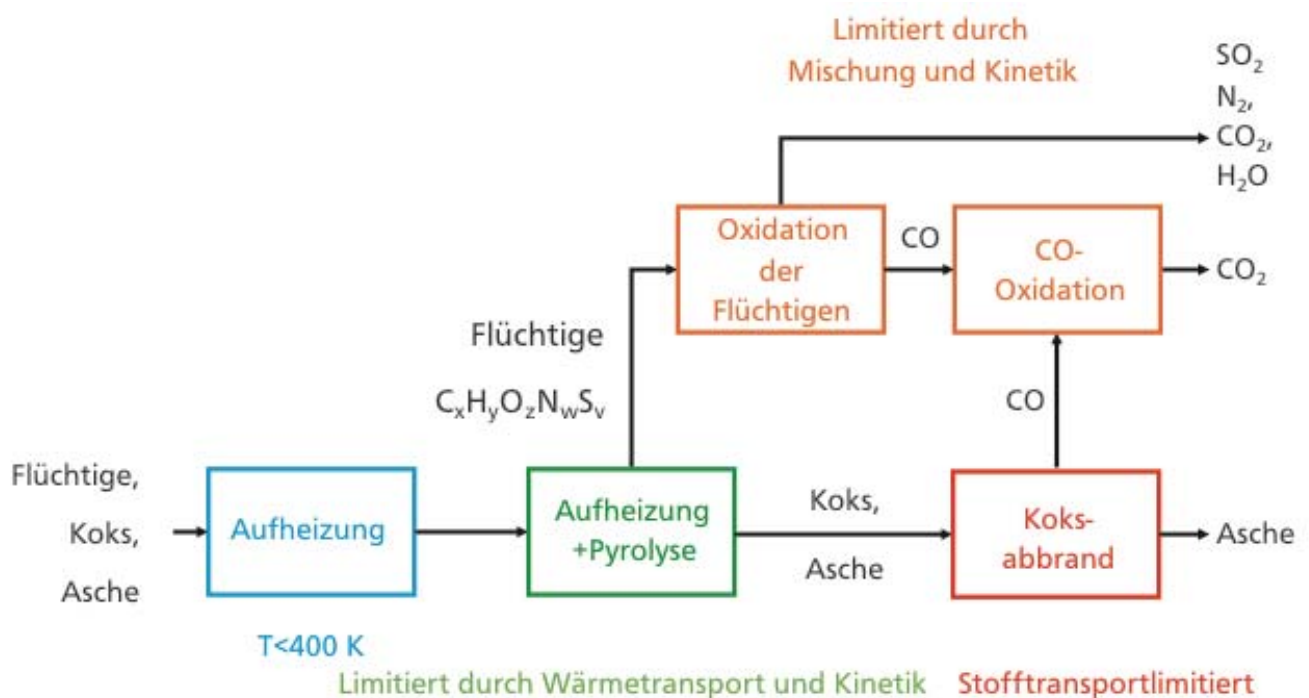 Limitiert durch
Mischung und Kinetik
SO₂
N₂,
CO₂,
H₂O
Oxidation
der
Flüchtigen
CO
CO-
Oxidation
CO₂
Flüchtige
CₓHᵧO_zN_wSᵥ
CO
Flüchtige,
Koks,
Asche
Aufheizung
Aufheizung
+Pyrolyse
Koks,
Asche
Koks-
abbrand
Asche
T<400 K
Limitiert durch Wärmetransport und Kinetik
Stofftransportlimitiert